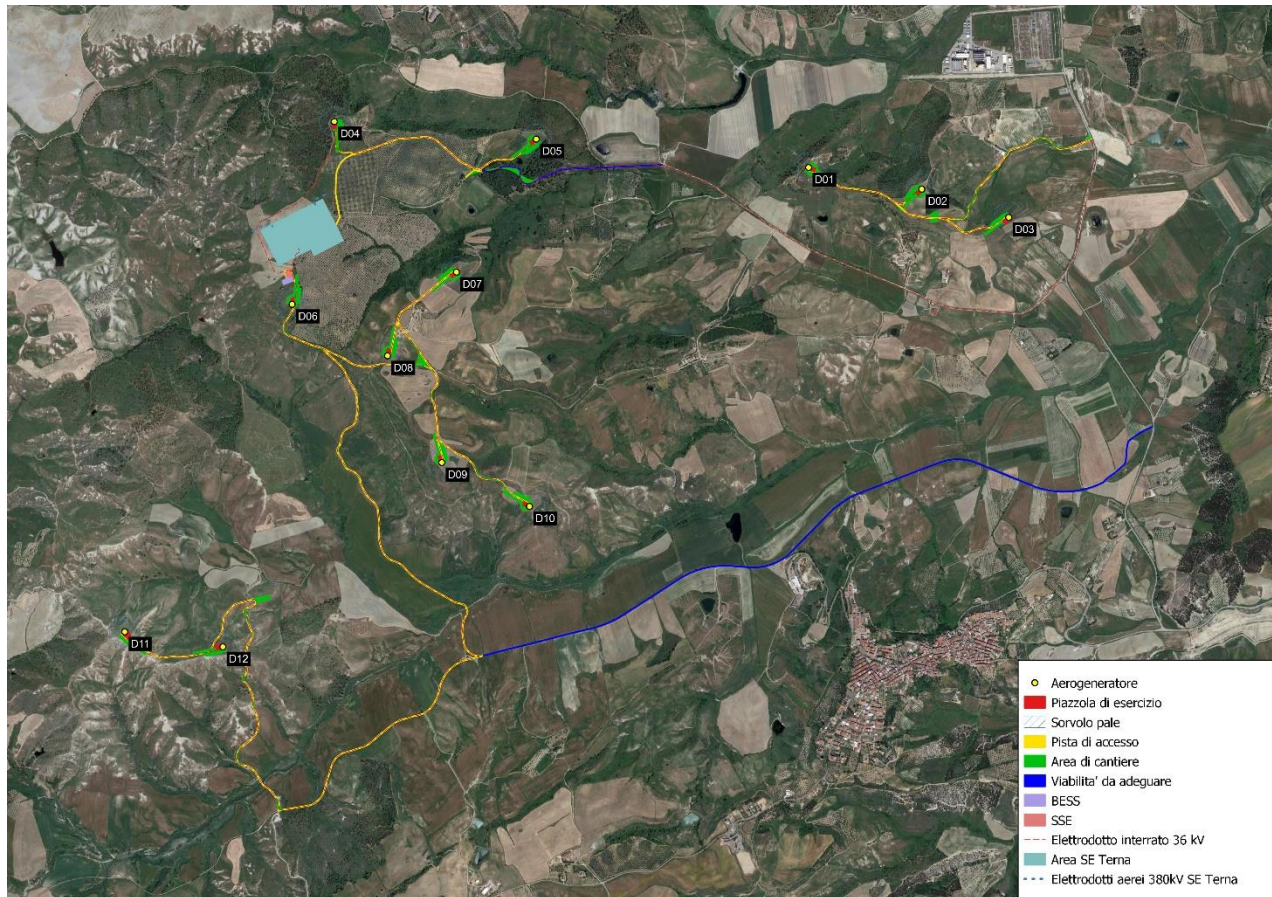 D04
D05
D01
D02
D03
D07
D06
D08
D09
D10
D11
D12
Aerogeneratore
Piazzola di esercizio
Sorvolo pale
Pista di accesso
Area di cantiere
Viabilita' da adeguare
BESS
SSE
Elettrodotto interrato 36 kV
Area SE Terna
Elettrodotti aerei 380kV SE Terna